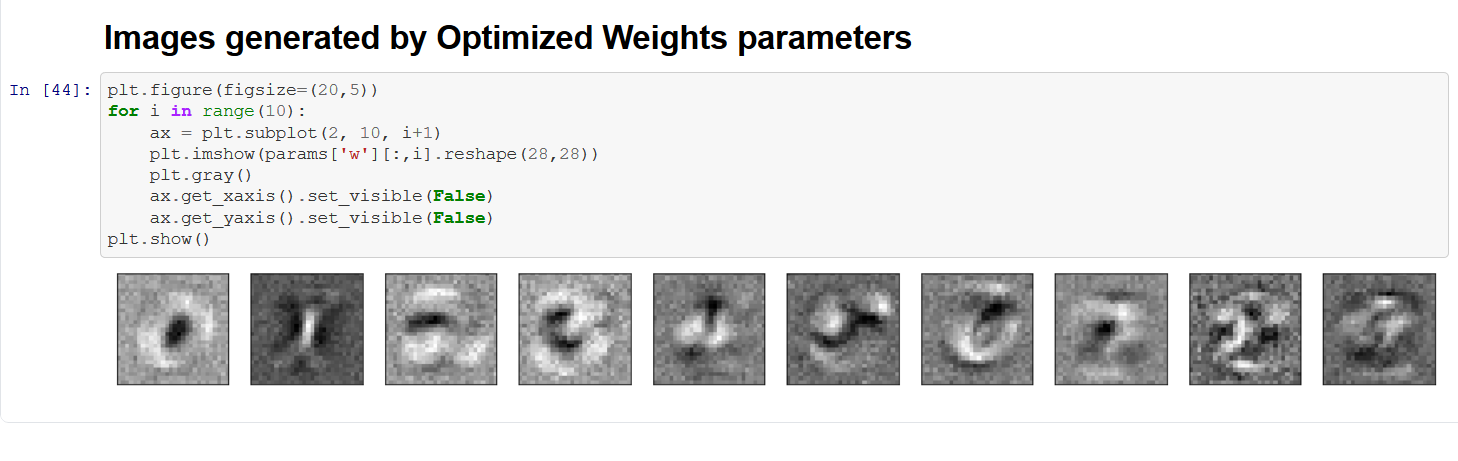 Images generated by Optimized Weights parameters
In [44]: plt.figure(figsize=(20,5))
for i in range(10):
    ax = plt.subplot(2, 10, i+1)
    plt.imshow(params['w'][:,i].reshape(28,28))
    plt.gray()
    ax.get_xaxis().set_visible(False)
    ax.get_yaxis().set_visible(False)
plt.show()